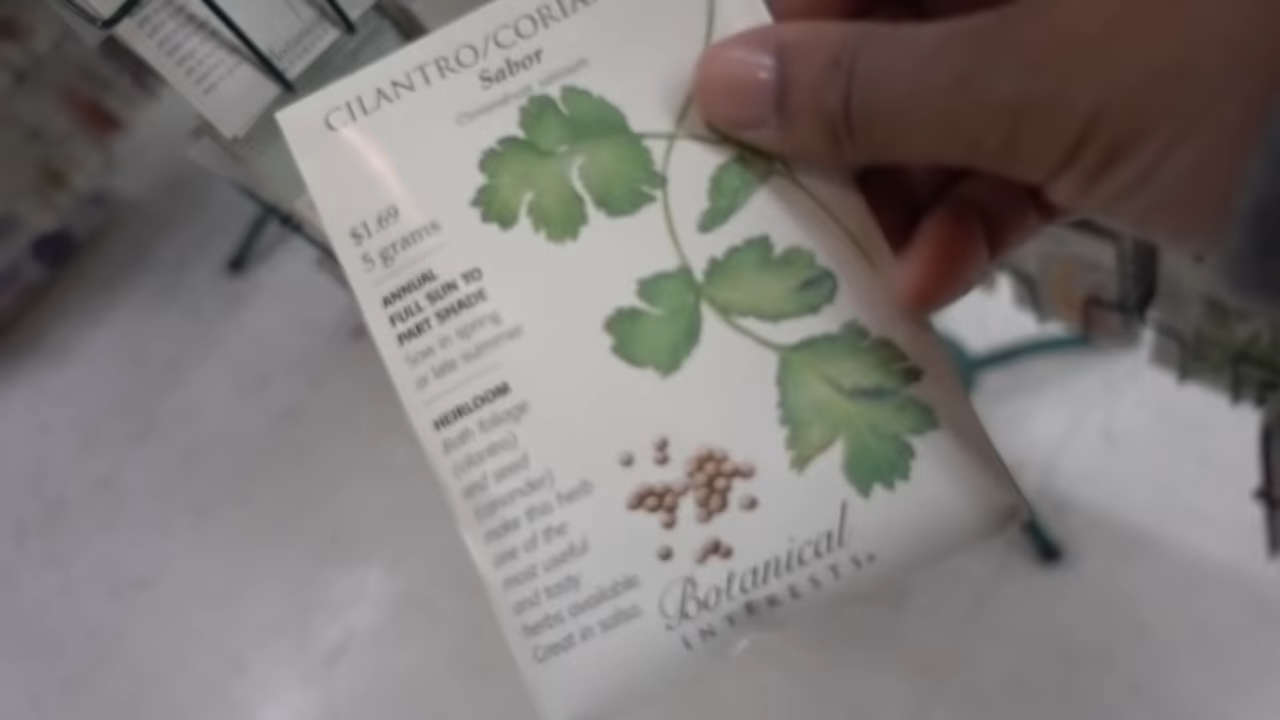 CILANTRO/CORIA
Sabor
$1.69
5 grams
ANNUAL
FULL SUN TO
PART SHADE
Sow in spring
or late summer
HEIRLOOM
Both foliage
(cilantro)
and seed
(coriander)
make this herb
one of the
most useful
and tasty
herbs available.
Great in salsa.
Botanical
INTERESTS